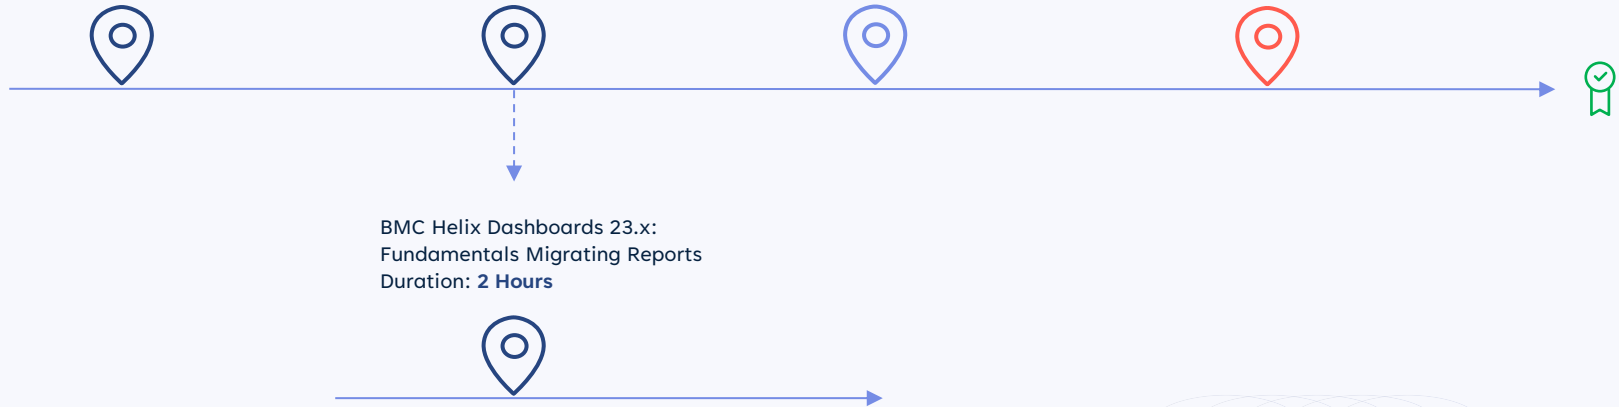 BMC Helix Dashboards 23.x:
Fundamentals Migrating Reports
Duration: 2 Hours